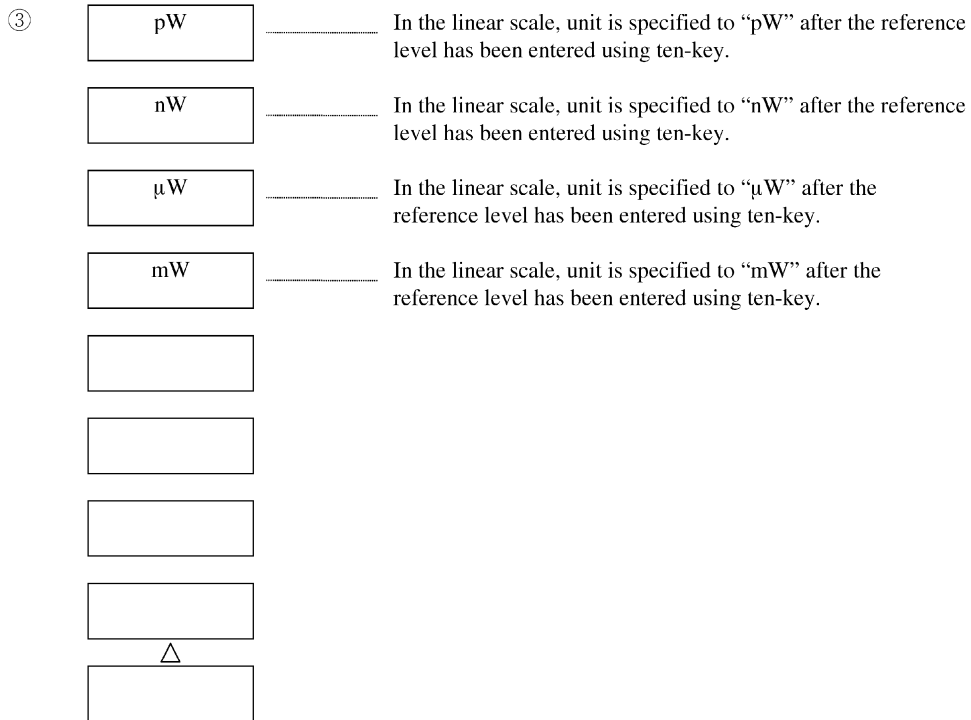 ③
pW
In the linear scale, unit is specified to “pW” after the reference
level has been entered using ten-key.
nW
In the linear scale, unit is specified to “nW” after the reference
level has been entered using ten-key.
μW
In the linear scale, unit is specified to “μW” after the
reference level has been entered using ten-key.
mW
In the linear scale, unit is specified to “mW” after the
reference level has been entered using ten-key.